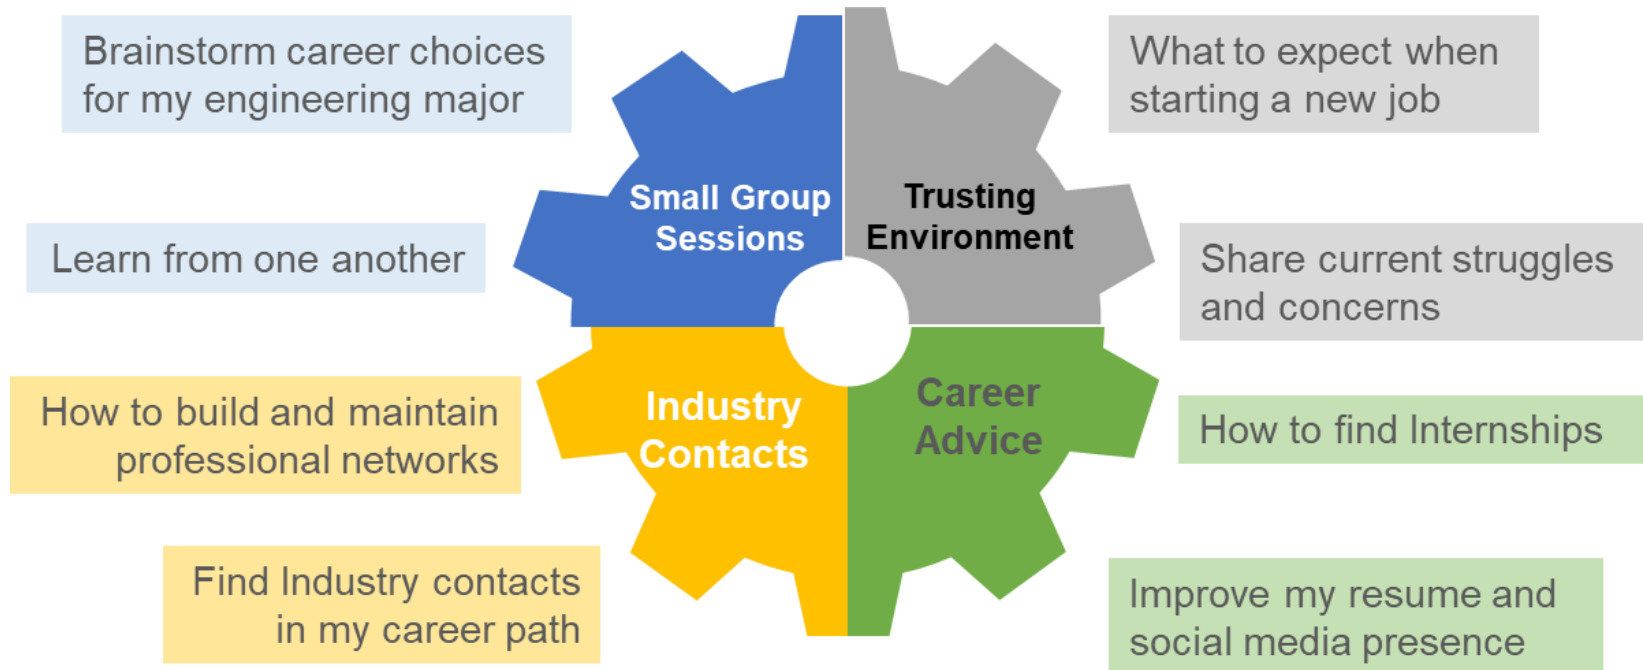 Brainstorm career choices
for my engineering major
Learn from one another
Small Group
Sessions
Trusting
Environment
What to expect when
starting a new job
Share current struggles
and concerns
How to build and maintain
professional networks
Find Industry contacts
in my career path
Industry
Contacts
Career
Advice
How to find Internships
Improve my resume and
social media presence